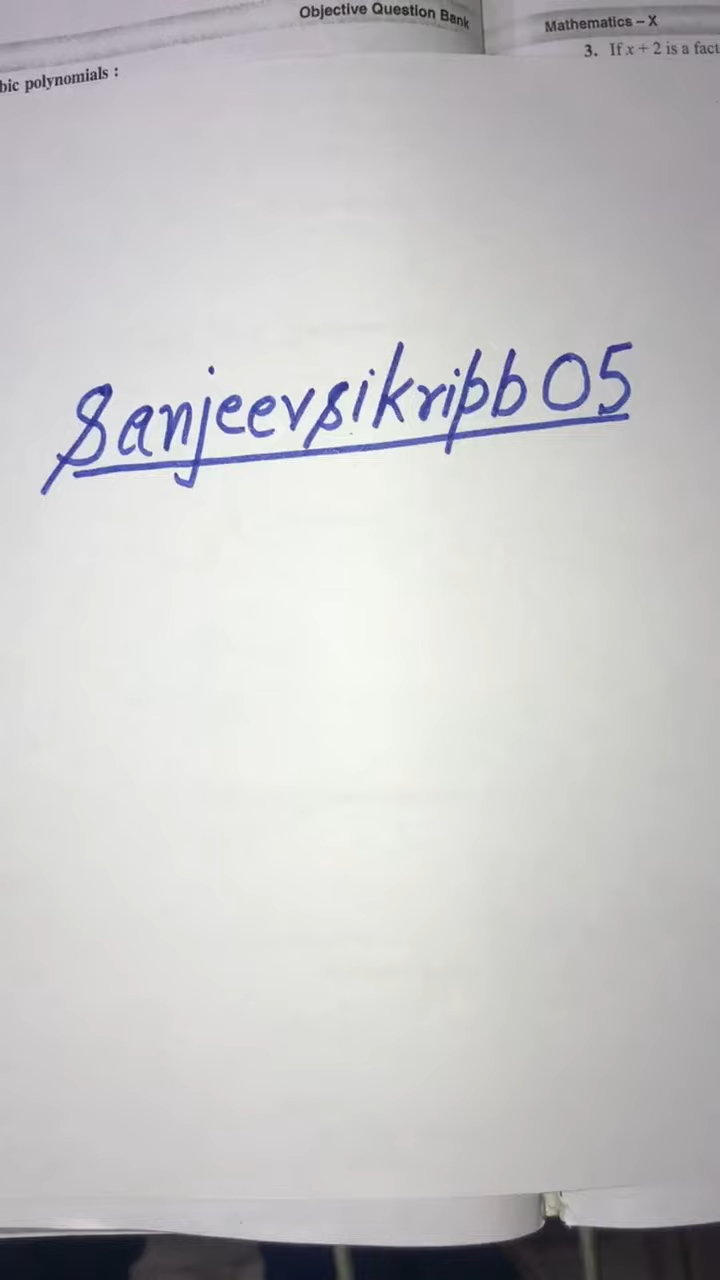 Objective Question Bank
Mathematics – X
3. If x + 2 is a fact
bic polynomials :
Sanjeevsikripb05